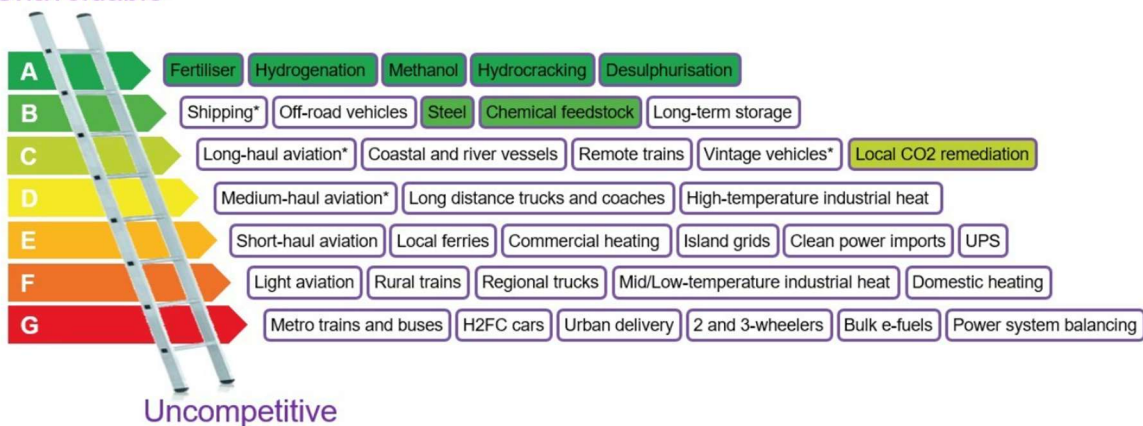 A Fertiliser Hydrogenation Methanol Hydrocracking Desulphurisation
B Shipping* Off-road vehicles Steel Chemical feedstock Long-term storage
C Long-haul aviation* Coastal and river vessels Remote trains Vintage vehicles* Local CO2 remediation
D Medium-haul aviation* Long distance trucks and coaches High-temperature industrial heat
E Short-haul aviation Local ferries Commercial heating Island grids Clean power imports UPS
F Light aviation Rural trains Regional trucks Mid/Low-temperature industrial heat Domestic heating
G Metro trains and buses H2FC cars Urban delivery 2 and 3-wheelers Bulk e-fuels Power system balancing
Uncompetitive